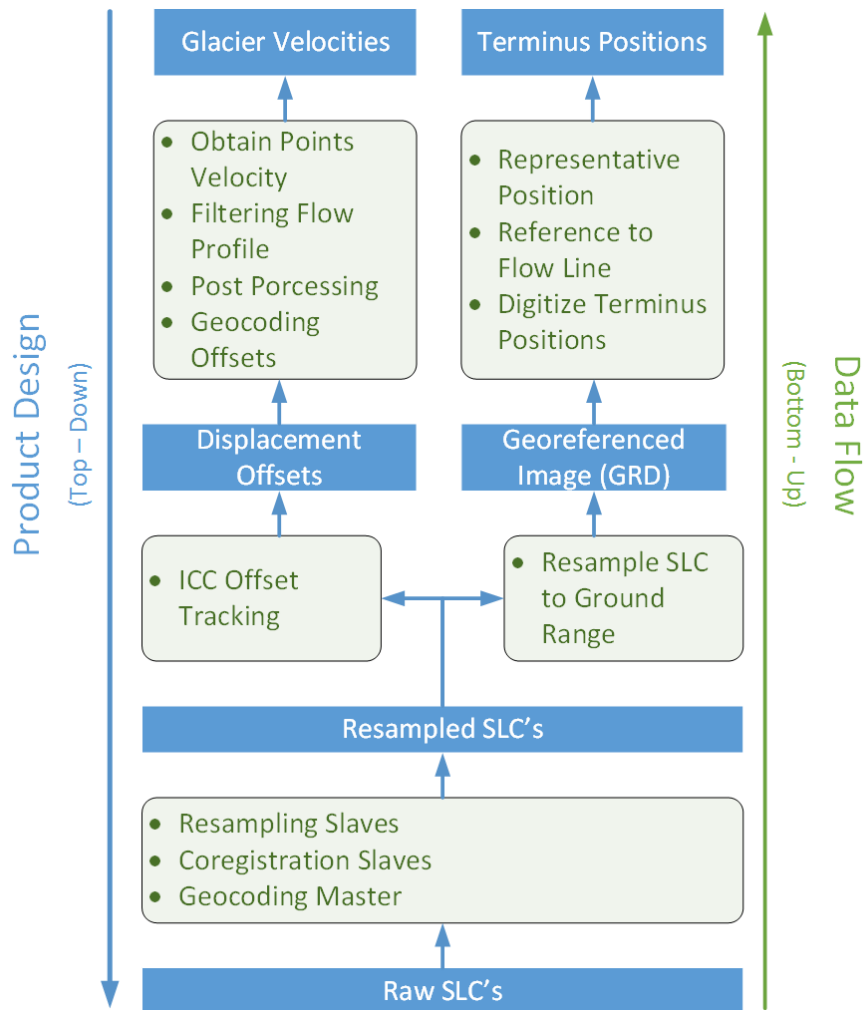 Glacier Velocities
Terminus Positions
Obtain Points
Velocity
Filtering Flow
Profile
Post Porcessing
Geocoding
Offsets
Representative
Position
Reference to
Flow Line
Digitize Terminus
Positions
Product Design
(Top – Down)
Data Flow
(Bottom - Up)
Displacement
Offsets
Georeferenced
Image (GRD)
ICC Offset
Tracking
Resample SLC
to Ground
Range
Resampled SLC's
Resampling Slaves
Coregistration Slaves
Geocoding Master
Raw SLC's